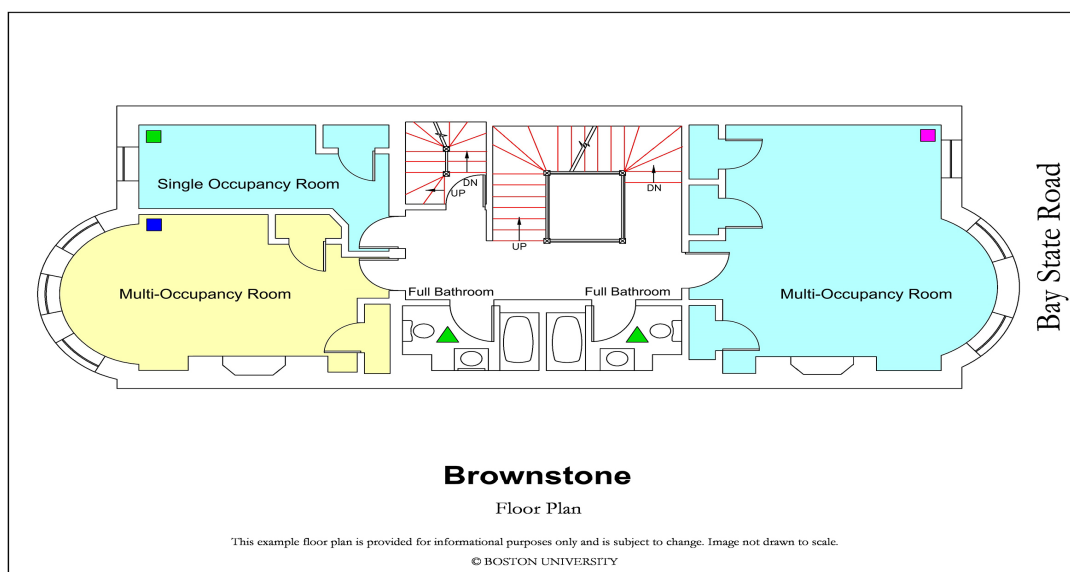 Single Occupancy Room
DN
UP
DN
UP
Multi-Occupancy Room
Full Bathroom
Full Bathroom
Multi-Occupancy Room
Bay State Road
Brownstone
Floor Plan
This example floor plan is provided for informational purposes only and is subject to change. Image not drawn to scale.
© BOSTON UNIVERSITY